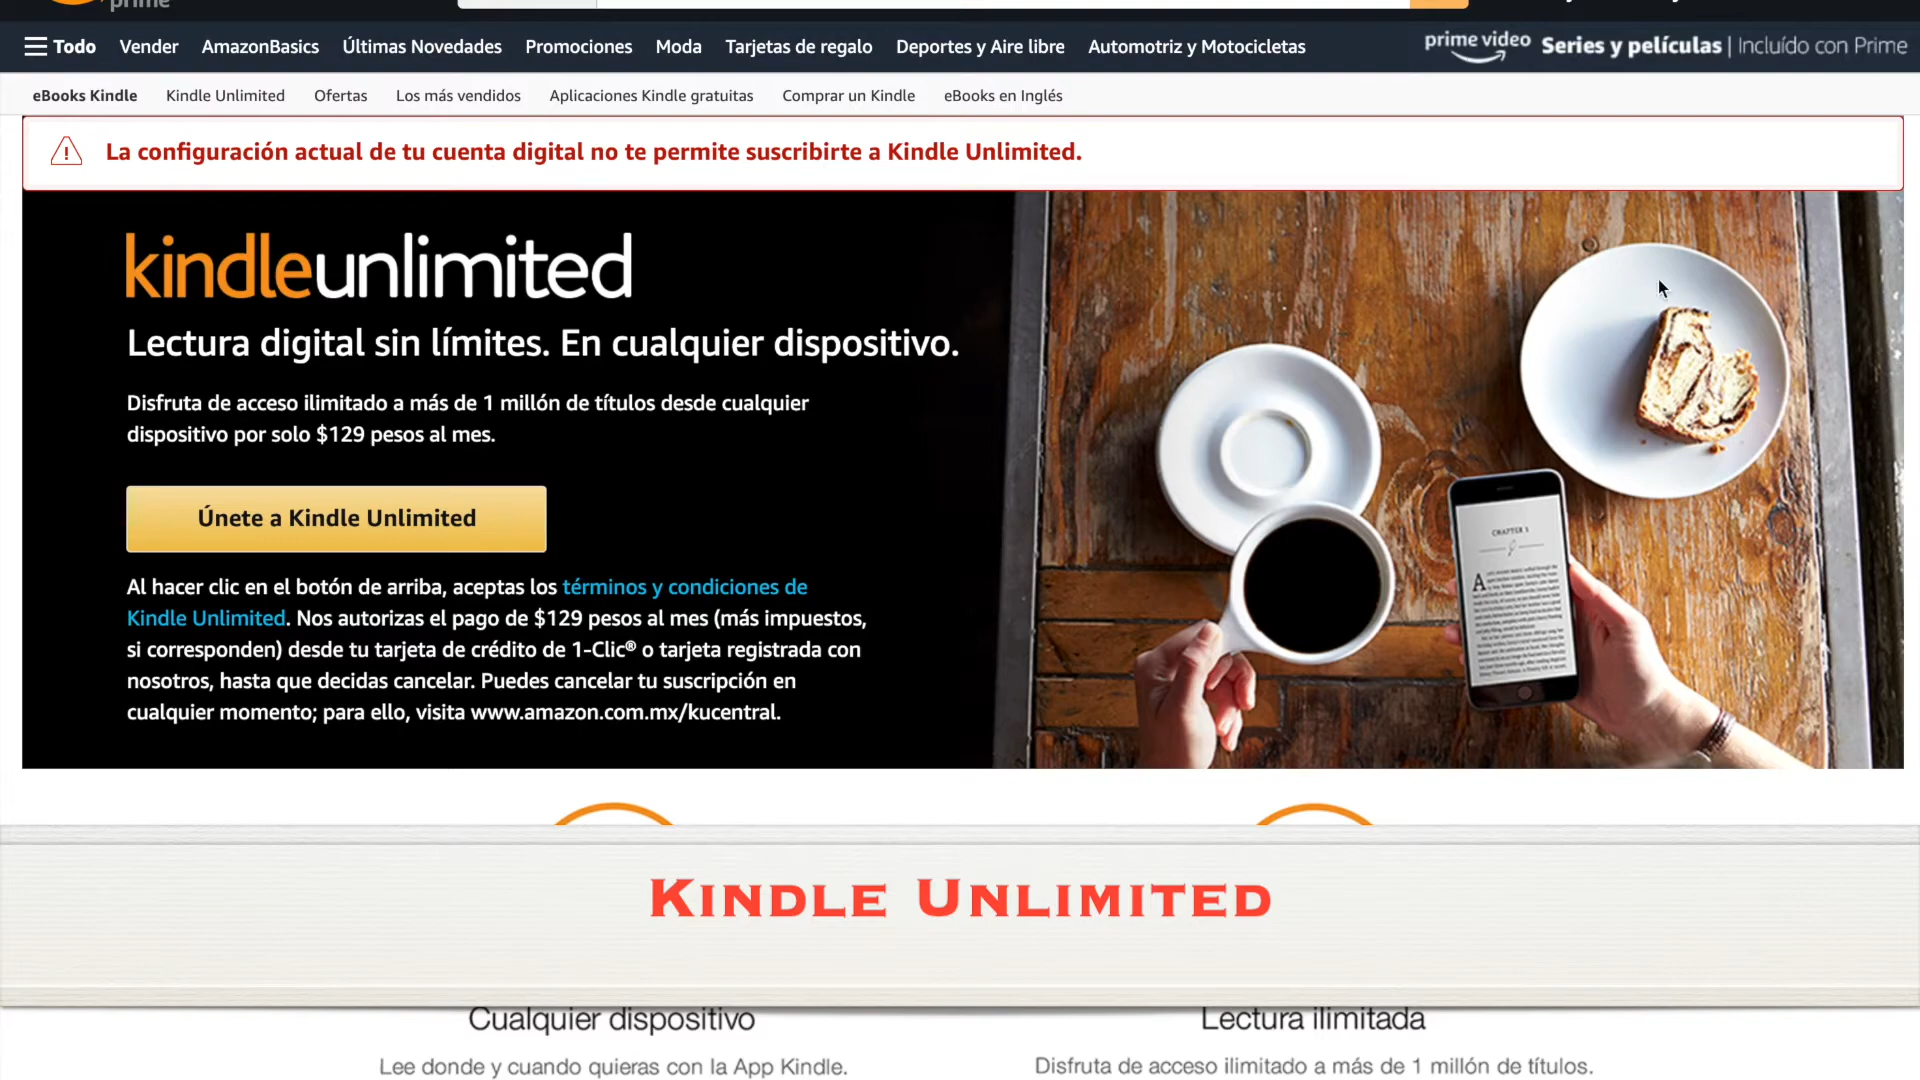 prime
Todo Vender AmazonBasics Últimas Novedades Promociones Moda Tarjetas de regalo Deportes y Aire libre Automotriz y Motocicletas prime video Series y películas | Incluído con Prime
eBooks Kindle Kindle Unlimited Ofertas Los más vendidos Aplicaciones Kindle gratuitas Comprar un Kindle eBooks en Inglés
La configuración actual de tu cuenta digital no te permite suscribirte a Kindle Unlimited.
kindleunlimited
Lectura digital sin límites. En cualquier dispositivo.
Disfruta de acceso ilimitado a más de 1 millón de títulos desde cualquier
dispositivo por solo $129 pesos al mes.
Únete a Kindle Unlimited
Al hacer clic en el botón de arriba, aceptas los términos y condiciones de
Kindle Unlimited. Nos autorizas el pago de $129 pesos al mes (más impuestos,
si corresponden) desde tu tarjeta de crédito de 1-Clic® o tarjeta registrada con
nosotros, hasta que decidas cancelar. Puedes cancelar tu suscripción en
cualquier momento; para ello, visita www.amazon.com.mx/kucentral.
CHAPTER 1
Kindle Unlimited
Cualquier dispositivo Lectura ilimitada
Lee donde y cuando quieras con la App Kindle. Disfruta de acceso ilimitado a más de 1 millón de títulos.